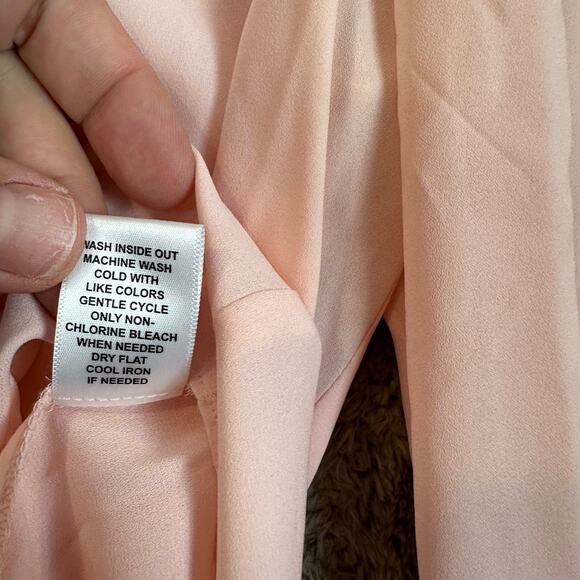 WASH INSIDE OUT
MACHINE WASH
COLD WITH
LIKE COLORS
GENTLE CYCLE
ONLY NON-
CHLORINE BLEACH
WHEN NEEDED
DRY FLAT
COOL IRON
IF NEEDED